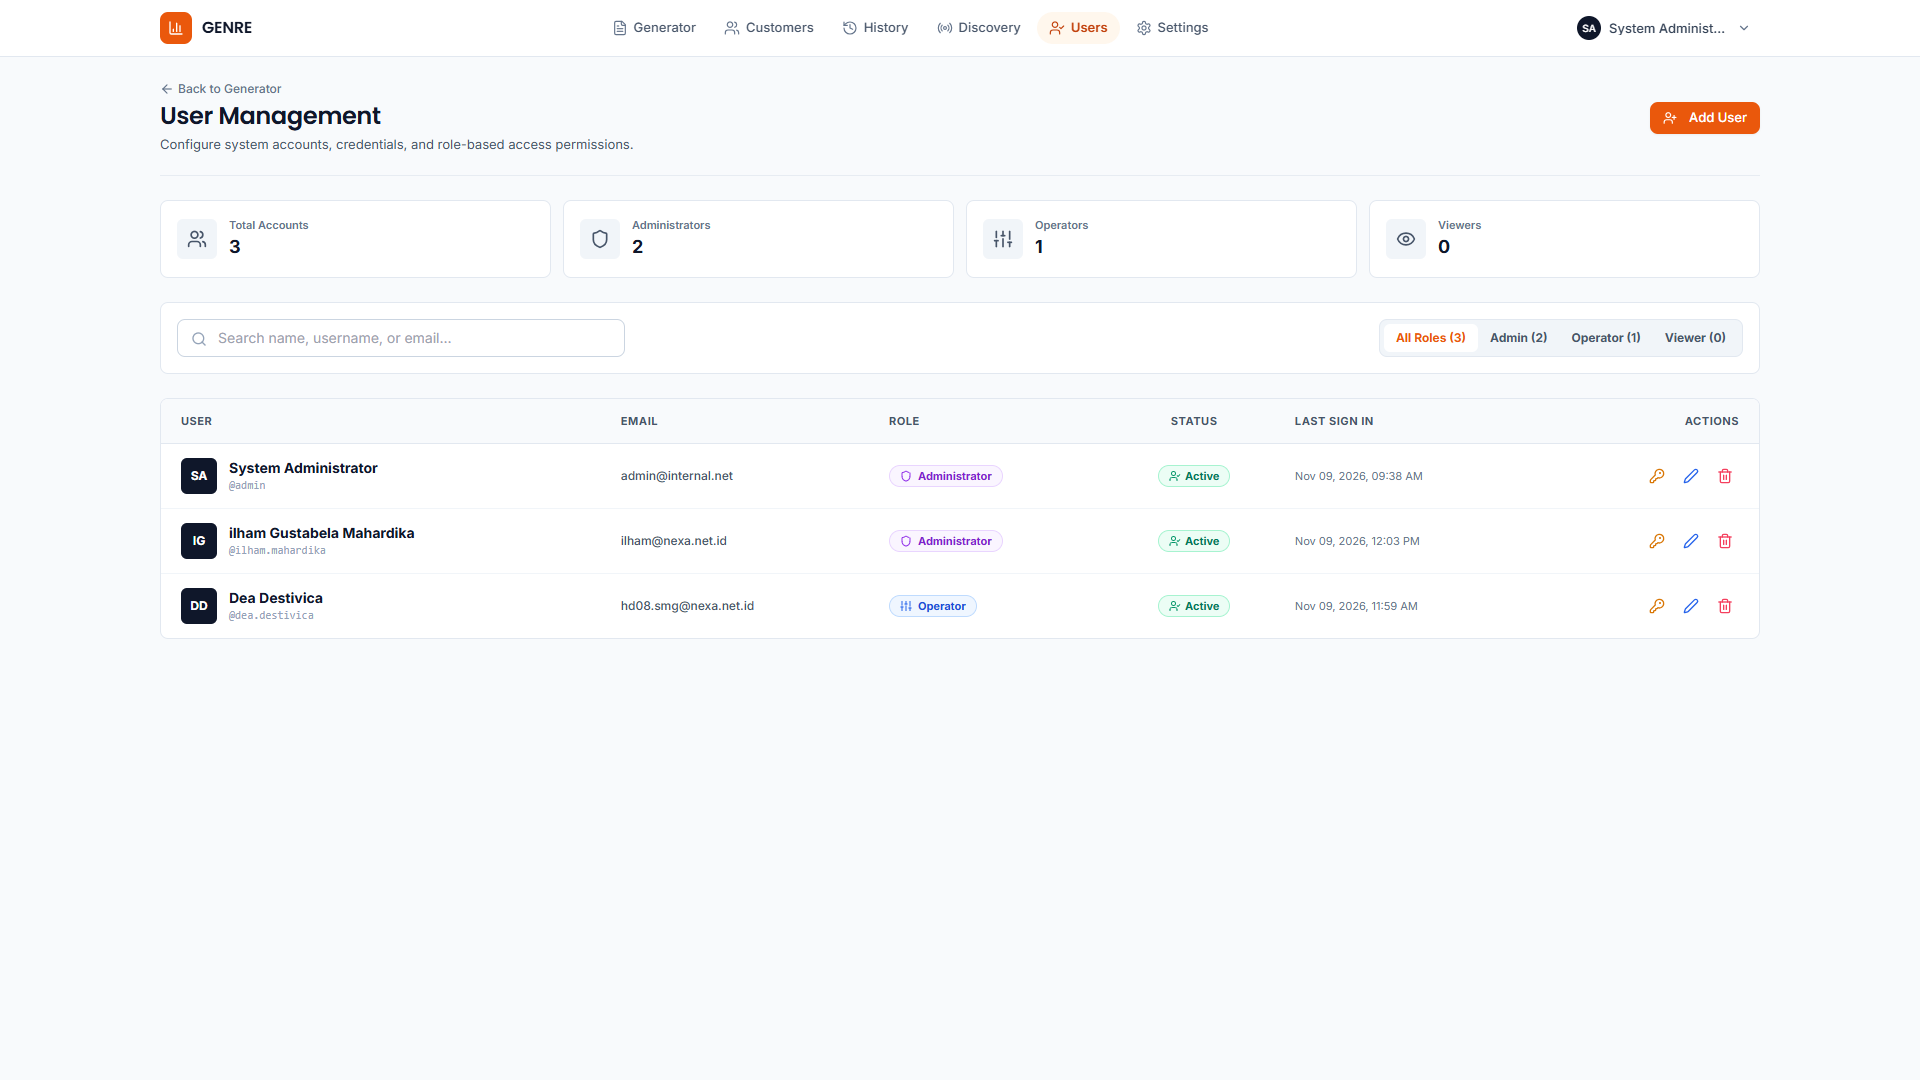 GENRE
Generator
Customers
History
Discovery
Users
Settings
SA
System Administ...
Back to Generator
User Management
Configure system accounts, credentials, and role-based access permissions.
Add User
Total Accounts
3
Administrators
2
Operators
1
Viewers
0
Search name, username, or email...
All Roles (3)
Admin (2)
Operator (1)
Viewer (0)
USER EMAIL ROLE STATUS LAST SIGN IN ACTIONS
SA
System Administrator
@admin
admin@internal.net
Administrator
Active
Nov 09, 2026, 09:38 AM
IG
ilham Gustabela Mahardika
@ilham.mahardika
ilham@nexa.net.id
Administrator
Active
Nov 09, 2026, 12:03 PM
DD
Dea Destivica
@dea.destivica
hd08.smg@nexa.net.id
Operator
Active
Nov 09, 2026, 11:59 AM